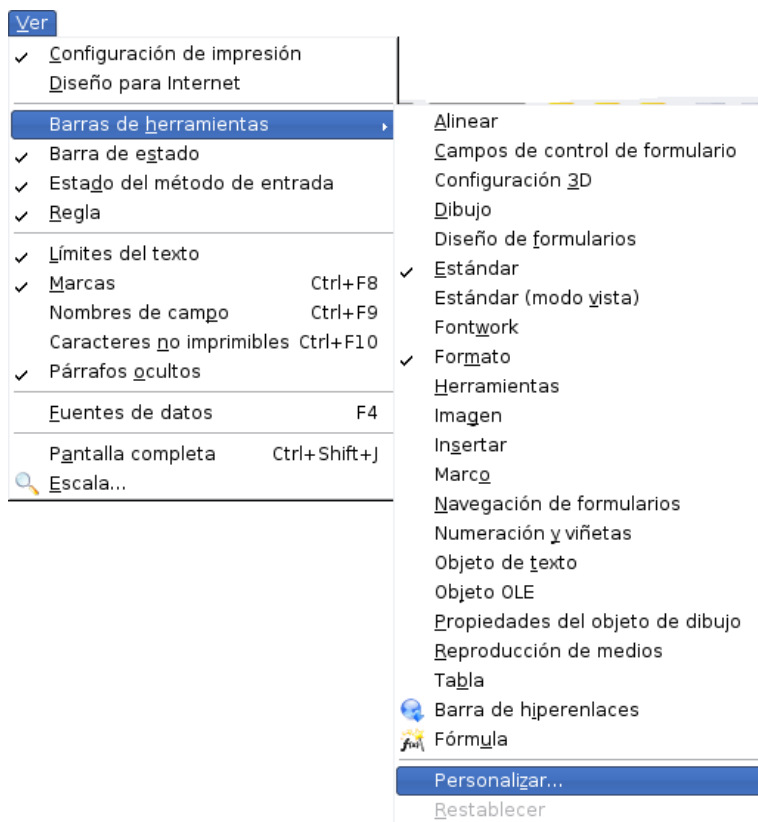 Ver
Configuración de impresión
Diseño para Internet
Barras de herramientas
Barra de estado
Estado del método de entrada
Regla
Límites del texto
Marcas Ctrl+F8
Nombres de campo Ctrl+F9
Caracteres no imprimibles Ctrl+F10
Párrafos ocultos
Fuentes de datos F4
Pantalla completa Ctrl+Shift+J
Escala...
Alinear
Campos de control de formulario
Configuración 3D
Dibujo
Diseño de formularios
Estándar
Estándar (modo vista)
Fontwork
Formato
Herramientas
Imagen
Insertar
Marco
Navegación de formularios
Numeración y viñetas
Objeto de texto
Objeto OLE
Propiedades del objeto de dibujo
Reproducción de medios
Tabla
Barra de hiperenlaces
Fórmula
Personalizar...
Restablecer